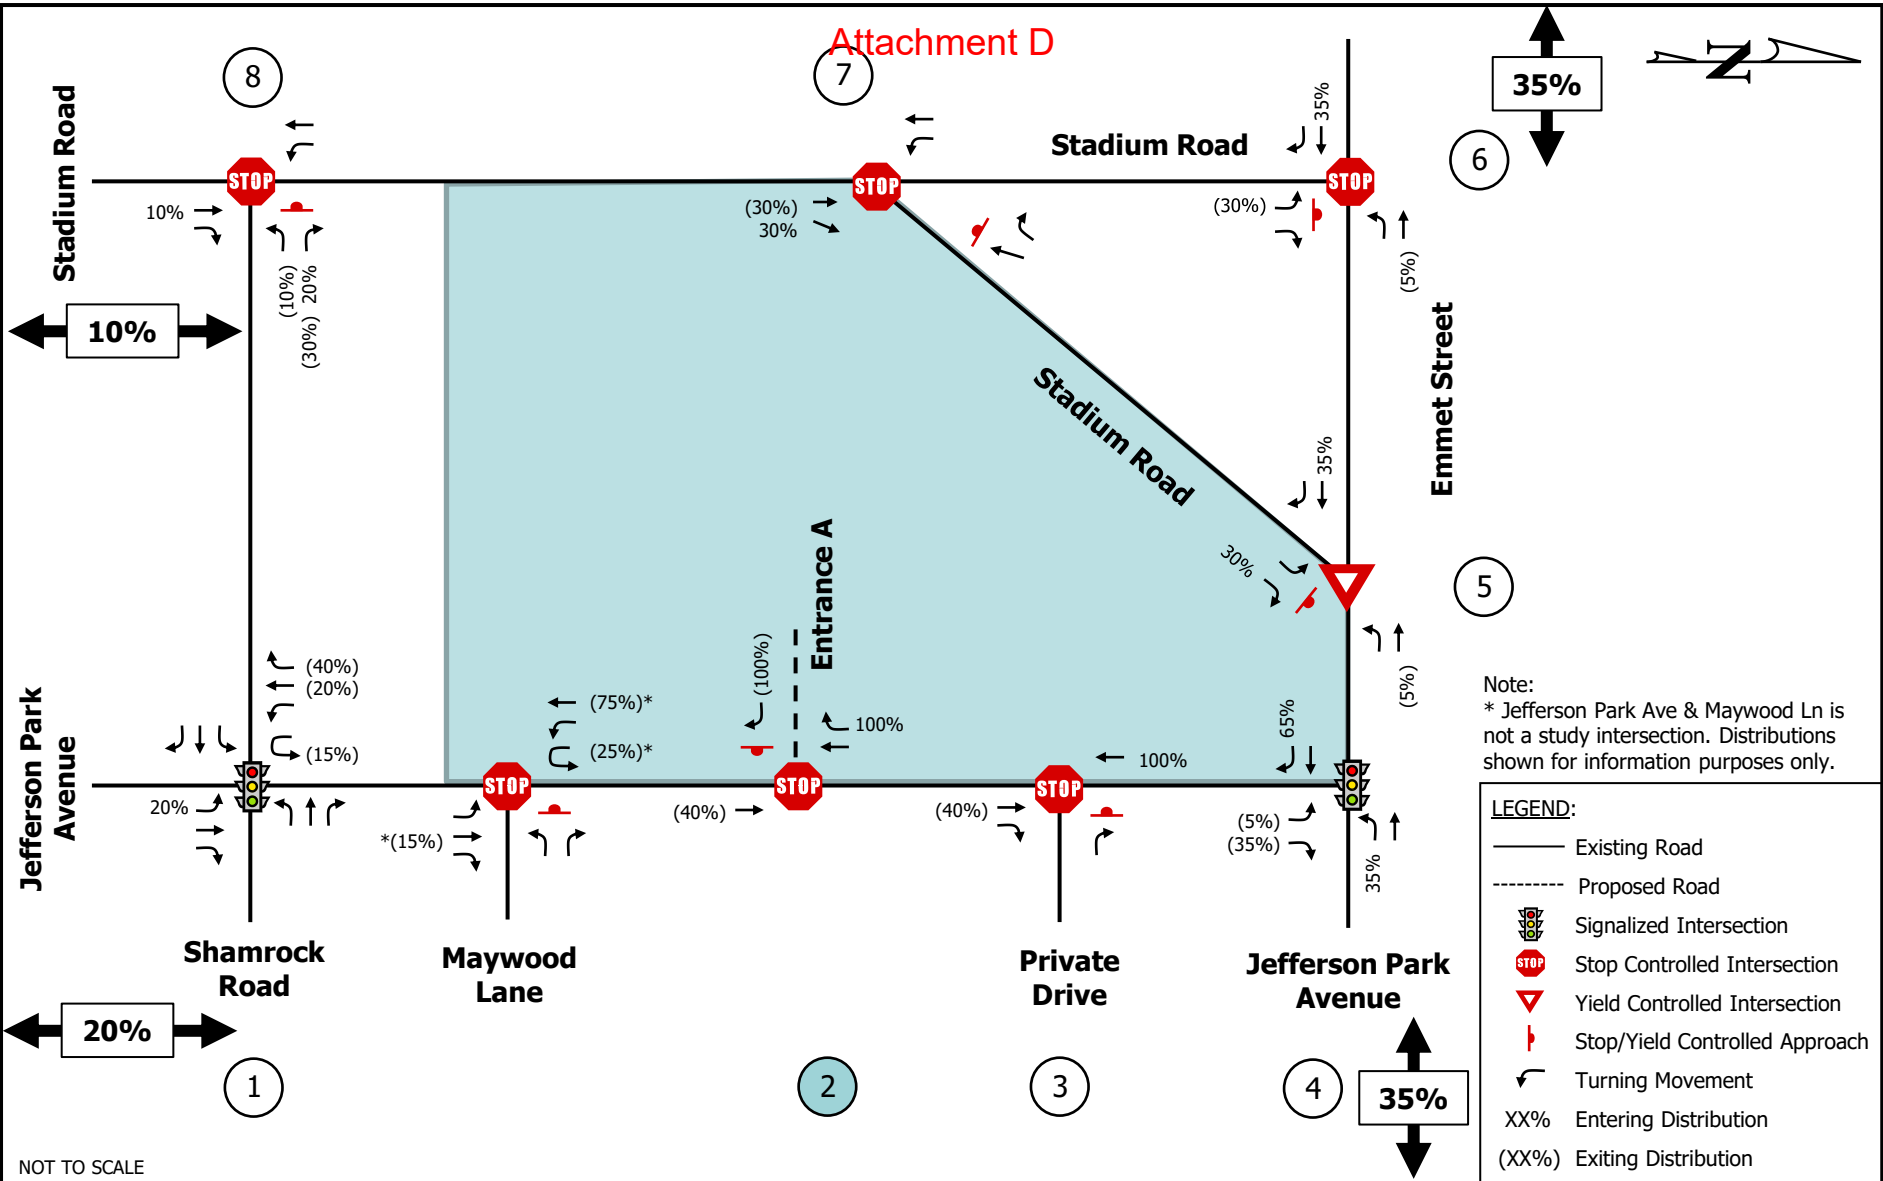 Attachment D
8
7
35%
N
Stadium Road
STOP
10%
(10%)
20%
(30%)
10%
STOP
(30%)
30%
Stadium Road
35%
STOP
6
(30%)
(5%)
Stadium Road
35%
Emmet Street
30%
5
(5%)
Entrance A
(100%)
100%
Jefferson Park
Avenue
(40%)
(20%)
(15%)
20%
(75%)*
(25%)*
STOP
*(15%)
STOP
(40%)
100%
STOP
(40%)
65%
(5%)
(35%)
35%
Note:
* Jefferson Park Ave & Maywood Ln is
not a study intersection. Distributions
shown for information purposes only.
Shamrock
Road
Maywood
Lane
Private
Drive
Jefferson Park
Avenue
20%
1
2
3
4
35%
LEGEND:
Existing Road
Proposed Road
Signalized Intersection
STOP Stop Controlled Intersection
Yield Controlled Intersection
Stop/Yield Controlled Approach
Turning Movement
XX% Entering Distribution
(XX%) Exiting Distribution
NOT TO SCALE